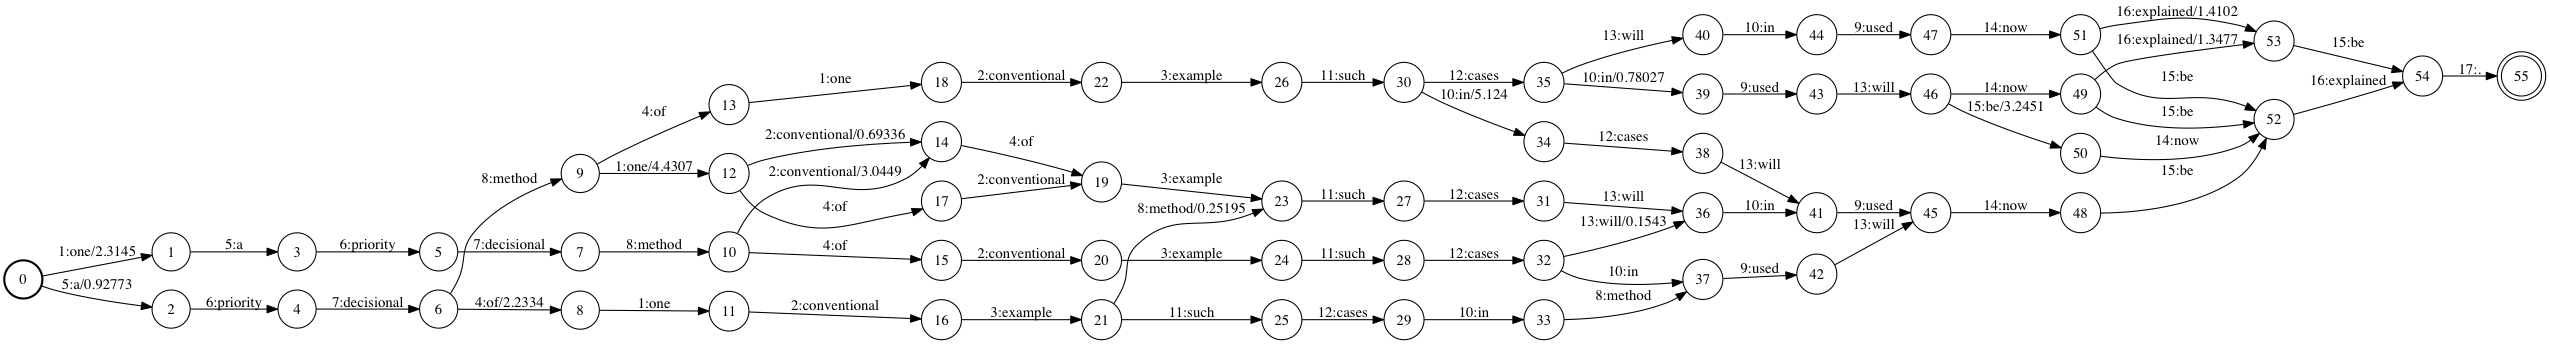 16:explained/1.4102
13:will
40
10:in
44
9:used
47
14:now
51
16:explained/1.3477
53
15:be
1:one
18
2:conventional
22
3:example
26
11:such
30
12:cases
35
10:in/0.78027
39
9:used
43
13:will
46
14:now
49
15:be
16:explained
54
17:.
55
4:of
13
10:in/5.124
15:be/3.2451
15:be
52
2:conventional/0.69336
14
4:of
34
12:cases
38
50
14:now
9
1:one/4.4307
12
2:conventional/3.0449
13:will
15:be
8:method
17
2:conventional
19
3:example
4:of
8:method/0.25195
23
11:such
27
12:cases
31
13:will
36
10:in
41
9:used
45
14:now
48
13:will/0.1543
13:will
1:one/2.3145
1
5:a
3
6:priority
5
7:decisional
7
8:method
10
4:of
15
2:conventional
20
3:example
24
11:such
28
12:cases
32
10:in
37
9:used
42
0
5:a/0.92773
2
6:priority
4
7:decisional
6
4:of/2.2334
8
1:one
11
2:conventional
16
3:example
21
11:such
25
12:cases
29
10:in
33
8:method